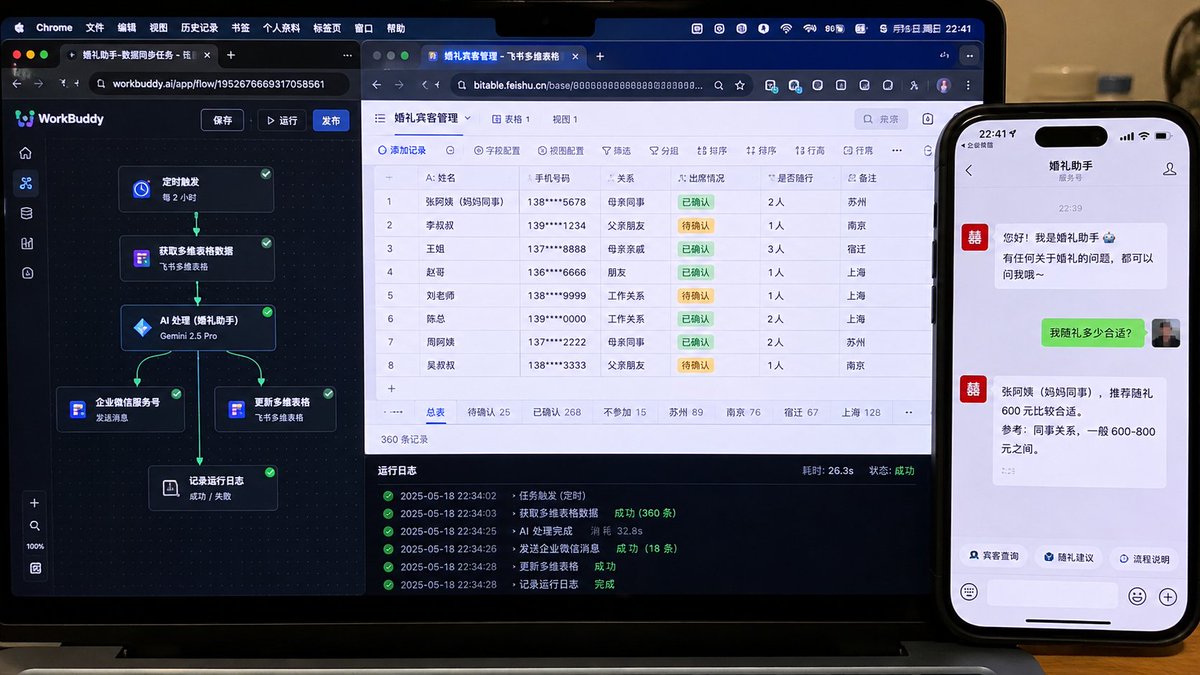 Chrome 文件 编辑 视图 历史记录 书签 标签页 窗口 帮助
22:41
婚礼助手-数据同步任务
workbuddy.ai/app/flow/1952676669317058561
WorkBuddy
保存
运行
发布
定时触发
每 2 小时
获取多维表格数据
飞书多维表格
AI 处理 (婚礼助手)
Gemini 2.5 Pro
企业微信服务号
发送消息
更新多维表格
飞书多维表格
记录运行日志
成功 / 失败
100%
婚礼宾客管理 - 飞书多维表格
bitable.feishu.cn/base/
婚礼宾客管理
表格 1
视图 1
添加记录
字段配置 视图配置 筛选 分组 排序 排序 行高
姓名 手机号码 关系 出席情况 是否随行 备注
1 张阿姨（妈妈同事） 138****5678 母亲同事 已确认 2 人 苏州
2 李叔叔 139****1234 父亲朋友 待确认 1 人 南京
3 王姐 137****8888 母亲亲戚 已确认 3 人 宿迁
4 赵哥 136****6666 朋友 已确认 1 人 上海
5 刘老师 138****9999 工作关系 待确认 1 人 上海
6 陈总 139****0000 工作关系 已确认 2 人 上海
7 周阿姨 137****2222 母亲同事 已确认 2 人 苏州
8 吴叔叔 138****3333 父亲朋友 待确认 1 人 南京
总表 待确认 25 已确认 268 不参加 15 苏州 89 南京 76 宿迁 67 上海 128
360 条记录
运行日志
耗时: 26.3s 状态: 成功
2025-05-18 22:34:02 › 任务触发 (定时)
2025-05-18 22:34:03 › 获取多维表格数据 成功 (360 条)
2025-05-18 22:34:25 › AI 处理完成 消耗 32.8s
2025-05-18 22:34:26 › 发送企业微信消息 成功 (18 条)
2025-05-18 22:34:28 › 更新多维表格 成功
2025-05-18 22:34:28 › 记录运行日志 完成
22:41
婚礼助手
服务号
22:39
您好！我是婚礼助手
有任何关于婚礼的问题，都可以
问我哦～
我随礼多少合适？
囍
囍
张阿姨（妈妈同事），推荐随礼
600 元比较合适。
参考：同事关系，一般 600-800
元之间。
宾客查询
随礼建议
流程说明